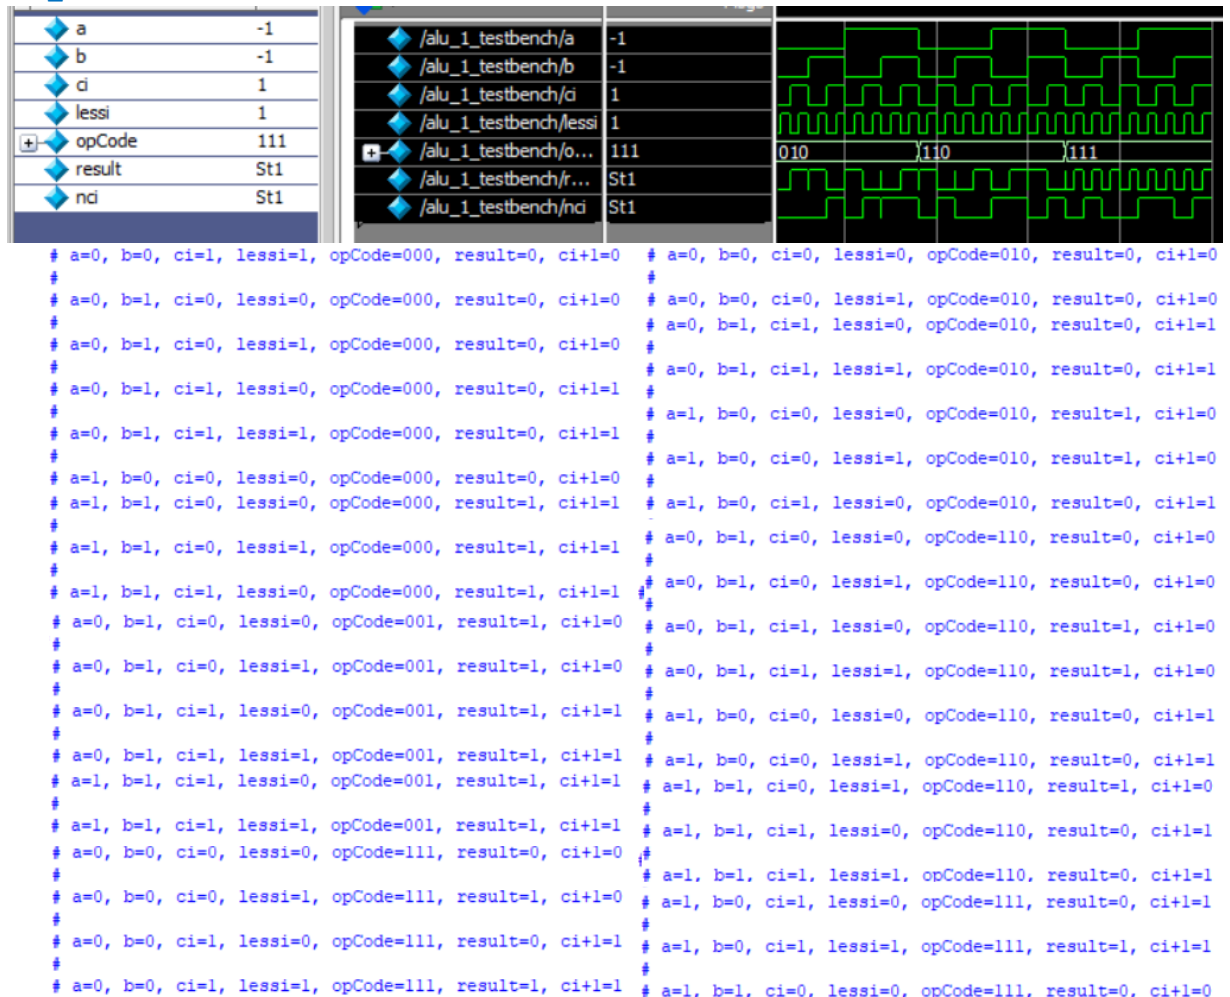 a -1
b -1
ci 1
lessi 1
opCode 111
result St1
nci St1
/alu_1_testbench/a -1
/alu_1_testbench/b -1
/alu_1_testbench/ci 1
/alu_1_testbench/lessi 1
/alu_1_testbench/o... 111
/alu_1_testbench/r... St1
/alu_1_testbench/nci St1
010 110 111
# a=0, b=0, ci=1, lessi=1, opCode=000, result=0, ci+1=0
#
# a=0, b=1, ci=0, lessi=0, opCode=000, result=0, ci+1=0
#
# a=0, b=1, ci=0, lessi=1, opCode=000, result=0, ci+1=0
#
# a=0, b=1, ci=1, lessi=0, opCode=000, result=0, ci+1=1
#
# a=0, b=1, ci=1, lessi=1, opCode=000, result=0, ci+1=1
#
# a=1, b=0, ci=0, lessi=0, opCode=000, result=0, ci+1=0
# a=1, b=1, ci=0, lessi=0, opCode=000, result=1, ci+1=1
#
# a=1, b=1, ci=0, lessi=1, opCode=000, result=1, ci+1=1
#
# a=1, b=1, ci=1, lessi=0, opCode=000, result=1, ci+1=1
# a=0, b=1, ci=0, lessi=0, opCode=001, result=1, ci+1=0
#
# a=0, b=1, ci=0, lessi=1, opCode=001, result=1, ci+1=0
#
# a=0, b=1, ci=1, lessi=0, opCode=001, result=1, ci+1=1
#
# a=0, b=1, ci=1, lessi=1, opCode=001, result=1, ci+1=1
# a=1, b=1, ci=1, lessi=0, opCode=001, result=1, ci+1=1
#
# a=1, b=1, ci=1, lessi=1, opCode=001, result=1, ci+1=1
# a=0, b=0, ci=0, lessi=0, opCode=111, result=0, ci+1=0
#
# a=0, b=0, ci=0, lessi=1, opCode=111, result=1, ci+1=0
#
# a=0, b=0, ci=1, lessi=0, opCode=111, result=0, ci+1=1
#
# a=0, b=0, ci=1, lessi=1, opCode=111, result=1, ci+1=1
# a=0, b=0, ci=0, lessi=0, opCode=010, result=0, ci+1=0
#
# a=0, b=0, ci=0, lessi=1, opCode=010, result=0, ci+1=0
# a=0, b=1, ci=1, lessi=0, opCode=010, result=0, ci+1=1
#
# a=0, b=1, ci=1, lessi=1, opCode=010, result=0, ci+1=1
#
# a=1, b=0, ci=0, lessi=0, opCode=010, result=1, ci+1=0
#
# a=1, b=0, ci=0, lessi=1, opCode=010, result=1, ci+1=0
#
# a=1, b=0, ci=1, lessi=0, opCode=010, result=0, ci+1=1
# a=0, b=1, ci=0, lessi=0, opCode=110, result=0, ci+1=0
#
# a=0, b=1, ci=0, lessi=1, opCode=110, result=0, ci+1=0
#
# a=0, b=1, ci=1, lessi=0, opCode=110, result=1, ci+1=0
#
# a=0, b=1, ci=1, lessi=1, opCode=110, result=1, ci+1=0
#
# a=1, b=0, ci=0, lessi=0, opCode=110, result=0, ci+1=1
#
# a=1, b=0, ci=0, lessi=1, opCode=110, result=0, ci+1=1
# a=1, b=1, ci=0, lessi=1, opCode=110, result=1, ci+1=0
#
# a=1, b=1, ci=1, lessi=0, opCode=110, result=0, ci+1=1
#
# a=1, b=1, ci=1, lessi=1, opCode=110, result=0, ci+1=1
# a=1, b=0, ci=1, lessi=0, opCode=111, result=0, ci+1=1
#
# a=1, b=0, ci=1, lessi=1, opCode=111, result=1, ci+1=1
#
# a=1, b=1, ci=0, lessi=0, opCode=111, result=0, ci+1=0